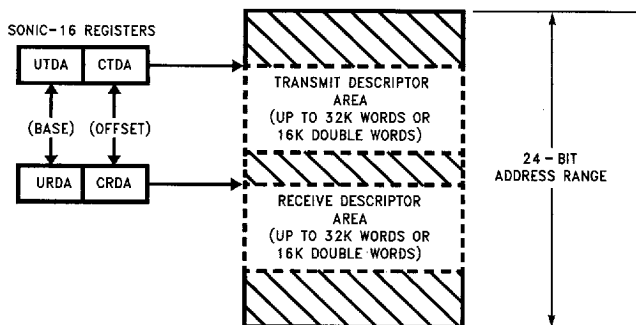 SONIC-16 REGISTERS
UTDA CTDA
(BASE) (OFFSET)
URDA CRDA
TRANSMIT DESCRIPTOR
AREA
(UP TO 32K WORDS OR
16K DOUBLE WORDS)
RECEIVE DESCRIPTOR
AREA
(UP TO 32K WORDS OR
16K DOUBLE WORDS)
24-BIT
ADDRESS RANGE